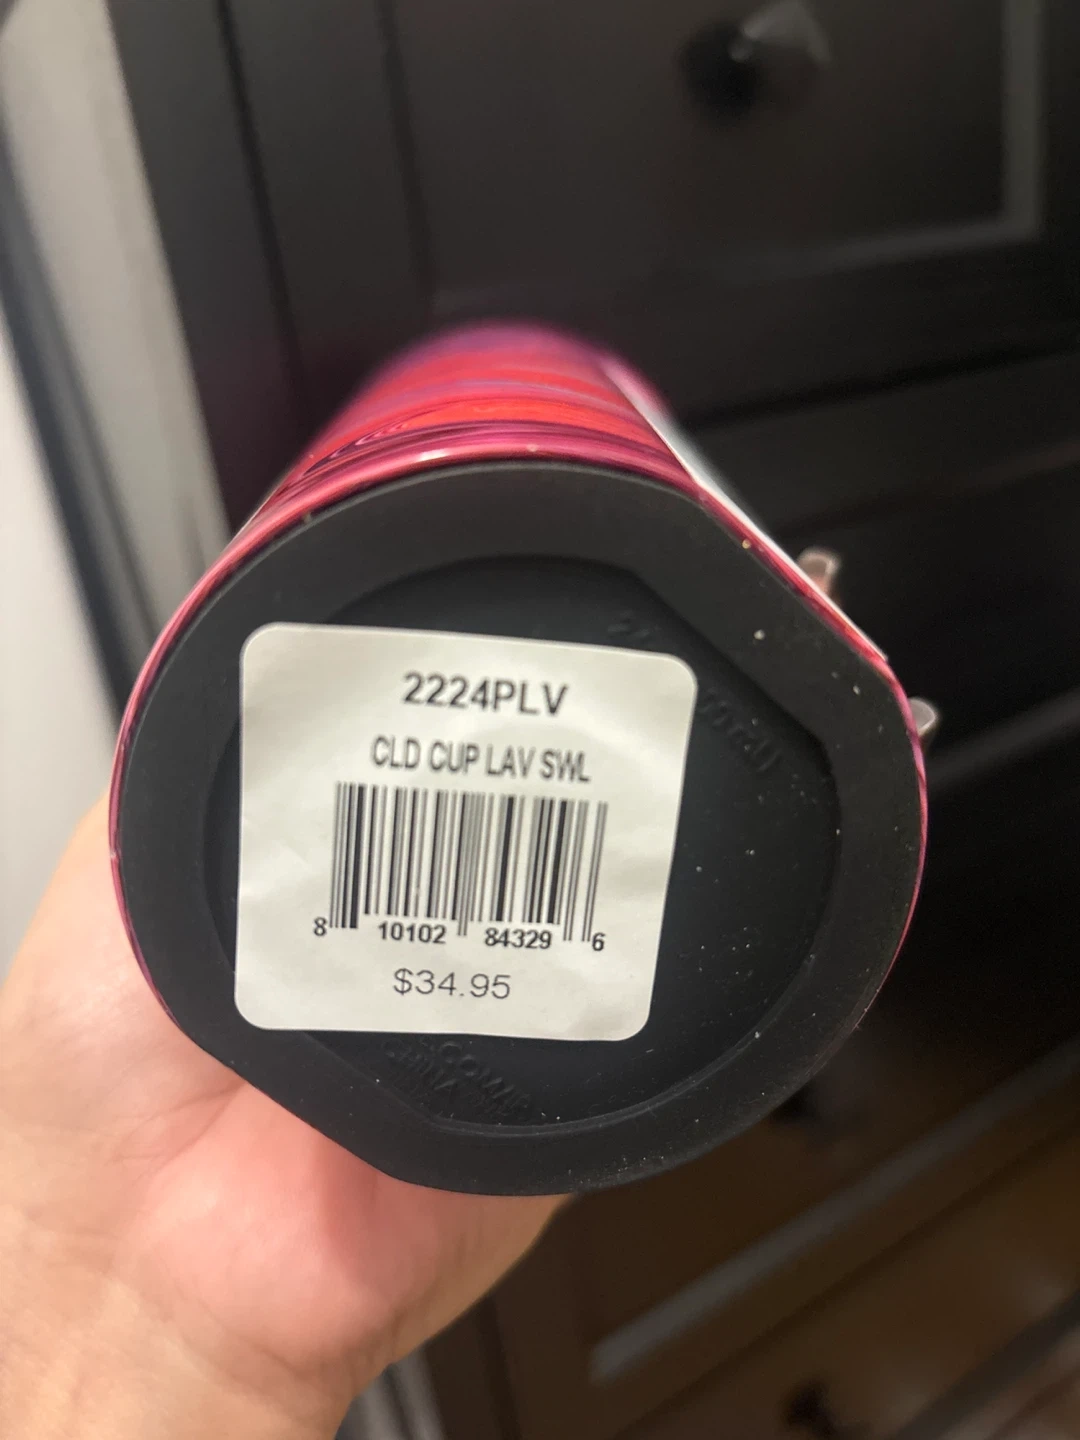 2224PLV
CLD CUP LAV SWL
8 10102 84329 6
$34.95